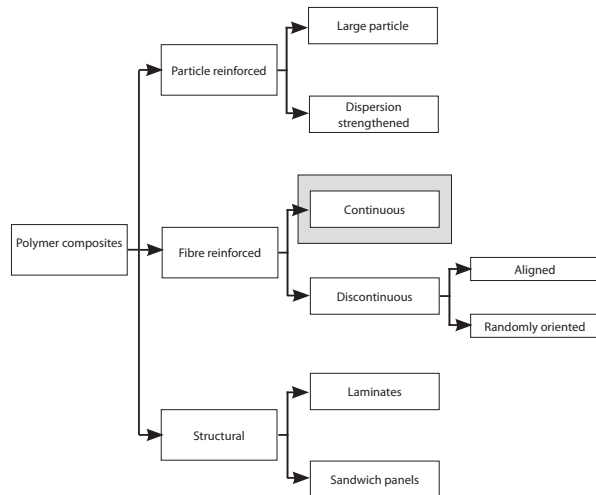 Large particle
Particle reinforced
Dispersion
strengthened
Continuous
Polymer composites
Fibre reinforced
Aligned
Discontinuous
Randomly oriented
Laminates
Structural
Sandwich panels